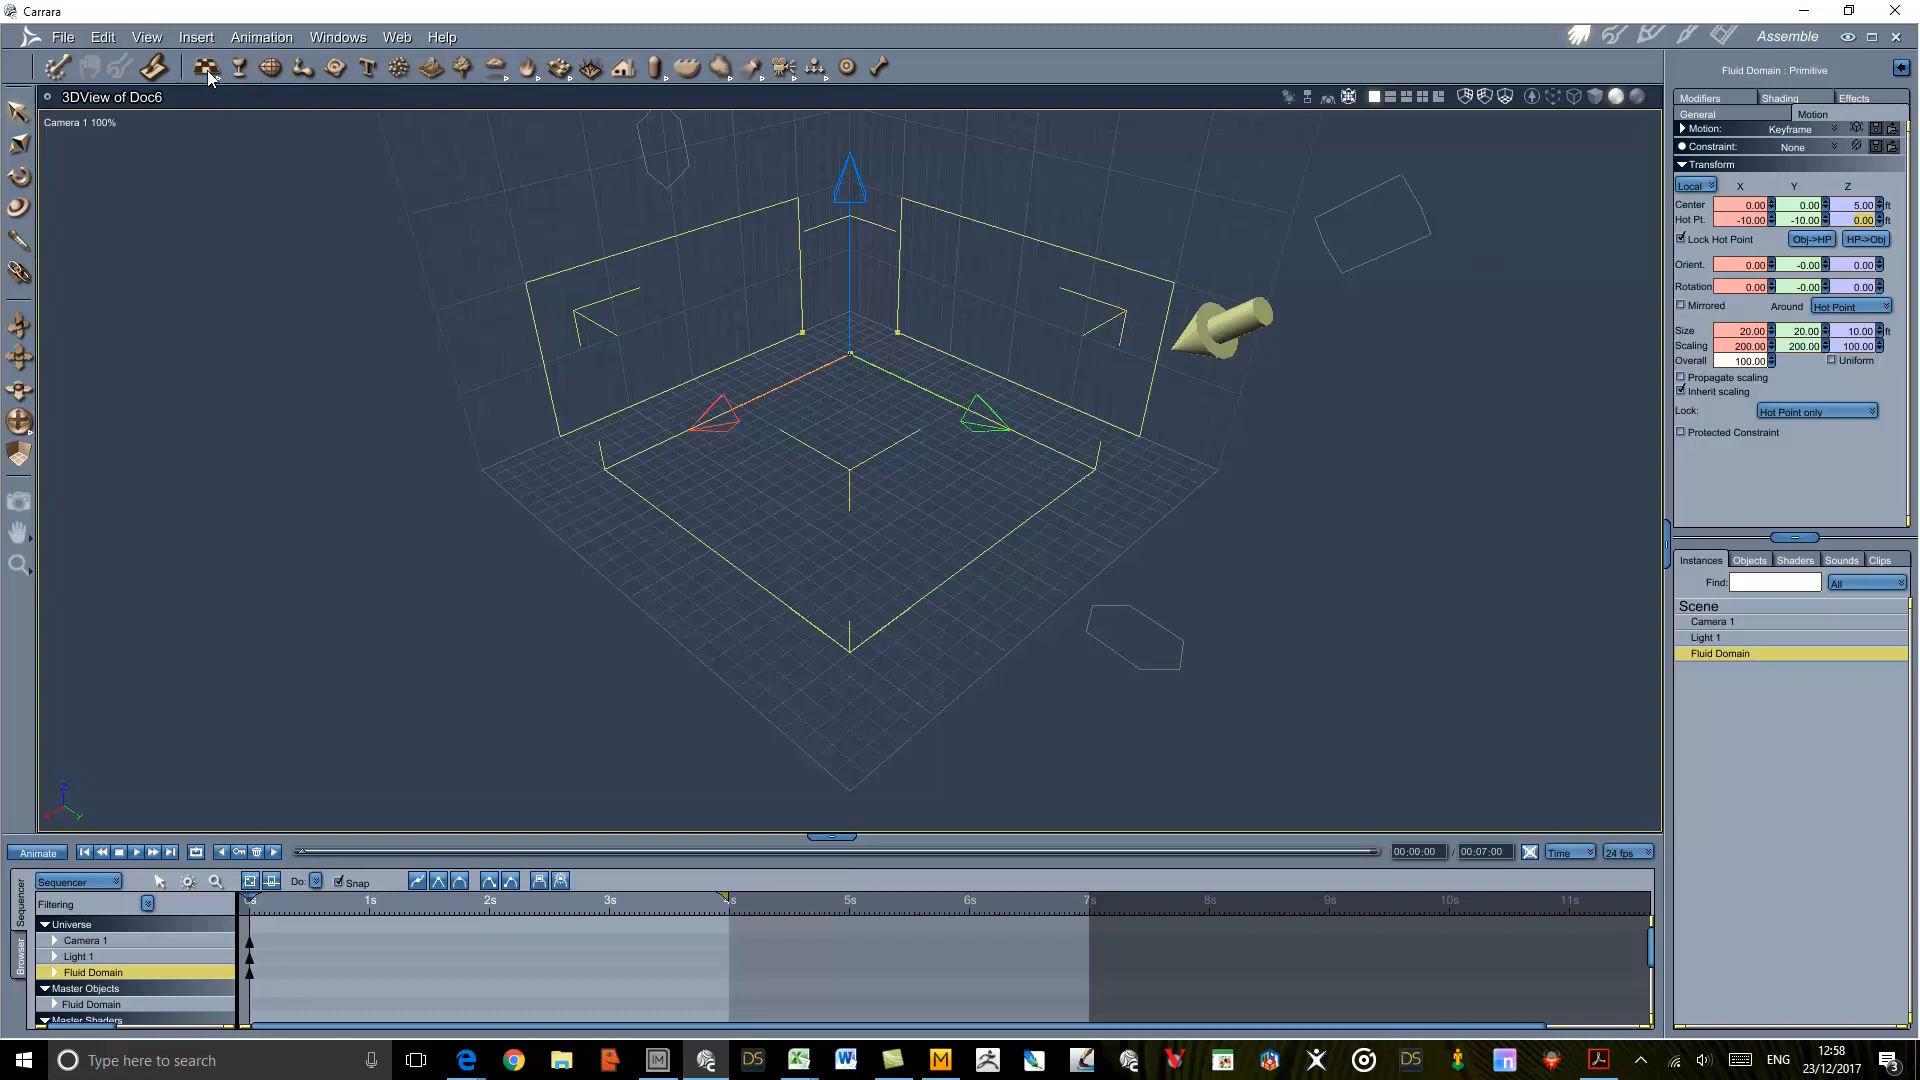 Carrara
File Edit View Insert Animation Windows Web Help
Assemble
3DView of Doc6
Camera 1 100%
Fluid Domain : Primitive
Modifiers Shading Effects
General Motion
Motion: Keyframe
Constraint: None
Transform
Local X Y Z
Center 0.00 0.00 5.00 ft
Hot Pt. -10.00 -10.00 0.00 ft
Lock Hot Point Obj->HP HP->Obj
Orient. 0.00 -0.00 0.00
Rotation 0.00 -0.00 0.00
Mirrored Around Hot Point
Size 20.00 20.00 10.00 ft
Scaling 200.00 200.00 100.00
Overall 100.00 Uniform
Propagate scaling
Inherit scaling
Lock: Hot Point only
Protected Constraint
Instances Objects Shaders Sounds Clips
Find: All
Scene
Camera 1
Light 1
Fluid Domain
Animate 00:00:00 / 00:07:00 Time 24 fps
Sequencer Do: Snap
Filtering
1s 2s 3s 5s 6s 7s 8s 9s 10s 11s
Universe
Camera 1
Light 1
Fluid Domain
Master Objects
Fluid Domain
Master Shaders
Sequencer
Browser
Type here to search
ENG
12:58
23/12/2017
3